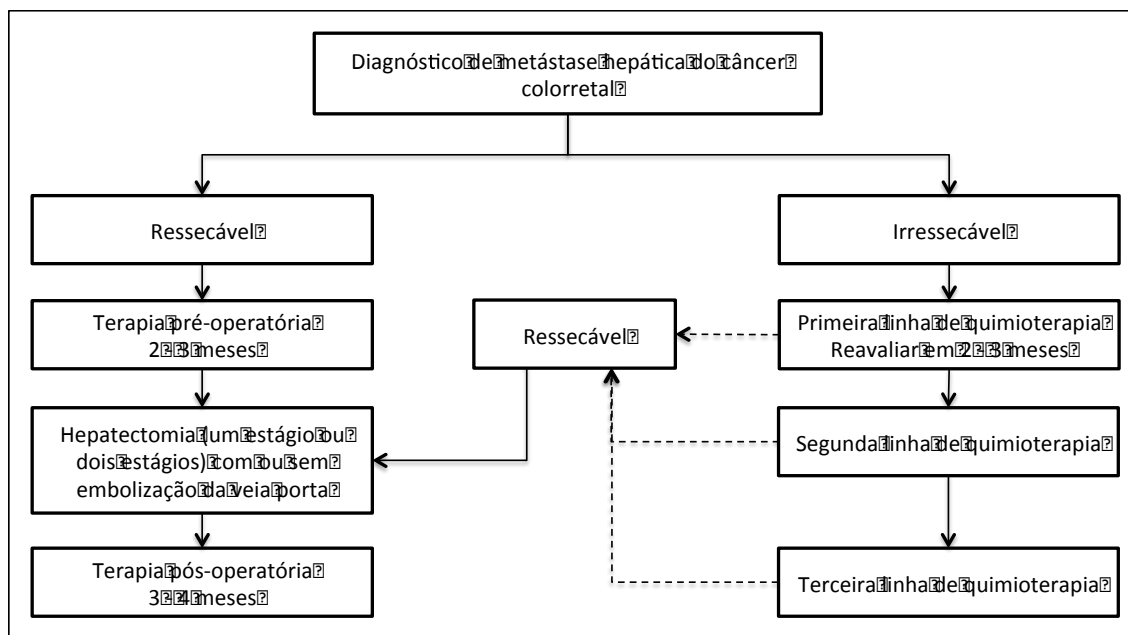 Diagnóstico de metástase hepática do câncer
colorretal
Ressecável
Irressecável
Terapia pré-operatória
2 - 3 meses
Ressecável
Primeira linha de quimioterapia
Reavaliar em 2 - 3 meses
Hepatectomia (um estágio ou
dois estágios) com ou sem
embolização da veia porta
Segunda linha de quimioterapia
Terapia pós-operatória
3 - 4 meses
Terceira linha de quimioterapia